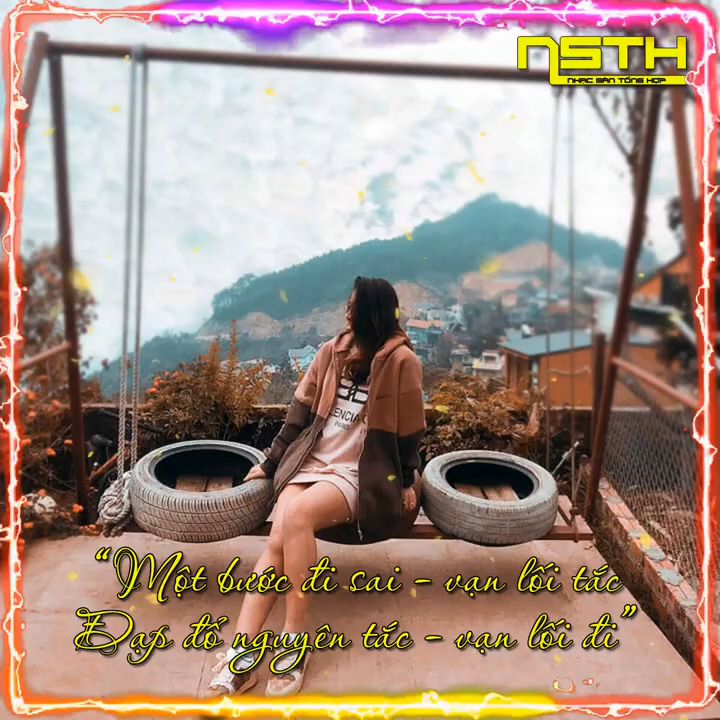 NSTH
NHẠC SÀN TỔNG HỢP
PARIS
“Một bước đi sai - vạn lối tắc
Đạp đổ nguyên tắc - vạn lối đi”